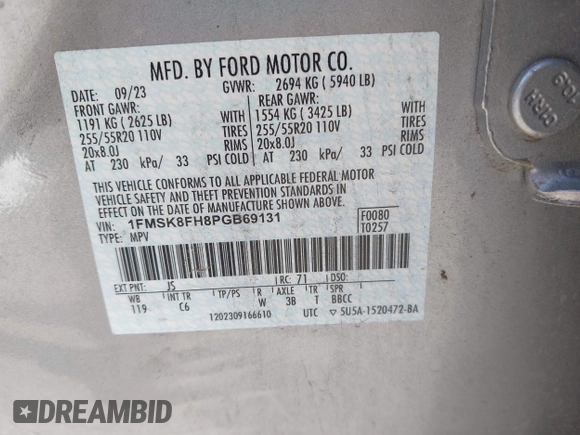 MFD. BY FORD MOTOR CO.
DATE: 09/23 GVWR: 2694 KG ( 5940 LB)
FRONT GAWR: REAR GAWR:
1191 KG ( 2625 LB) WITH 1554 KG ( 3425 LB) WITH
255/55R20 110V TIRES 255/55R20 110V TIRES
20x8.0J RIMS 20x8.0J RIMS
AT 230 kPa/ 33 PSI COLD AT 230 kPa/ 33 PSI COLD
THIS VEHICLE CONFORMS TO ALL APPLICABLE FEDERAL MOTOR
VEHICLE SAFETY AND THEFT PREVENTION STANDARDS IN
EFFECT ON THE DATE OF MANUFACTURE SHOWN ABOVE.
VIN: 1FMSK8FH8PGB69131 F0080
TYPE: MPV T0257
EXT PNT: JS RC: 71 DSO:
WB INT TR TP/PS R AXLE TR SPR
119 C6 W 3B T BBCC
1202309166610 UTC ▽ 5U5A-1520472-BA
DREAMBID